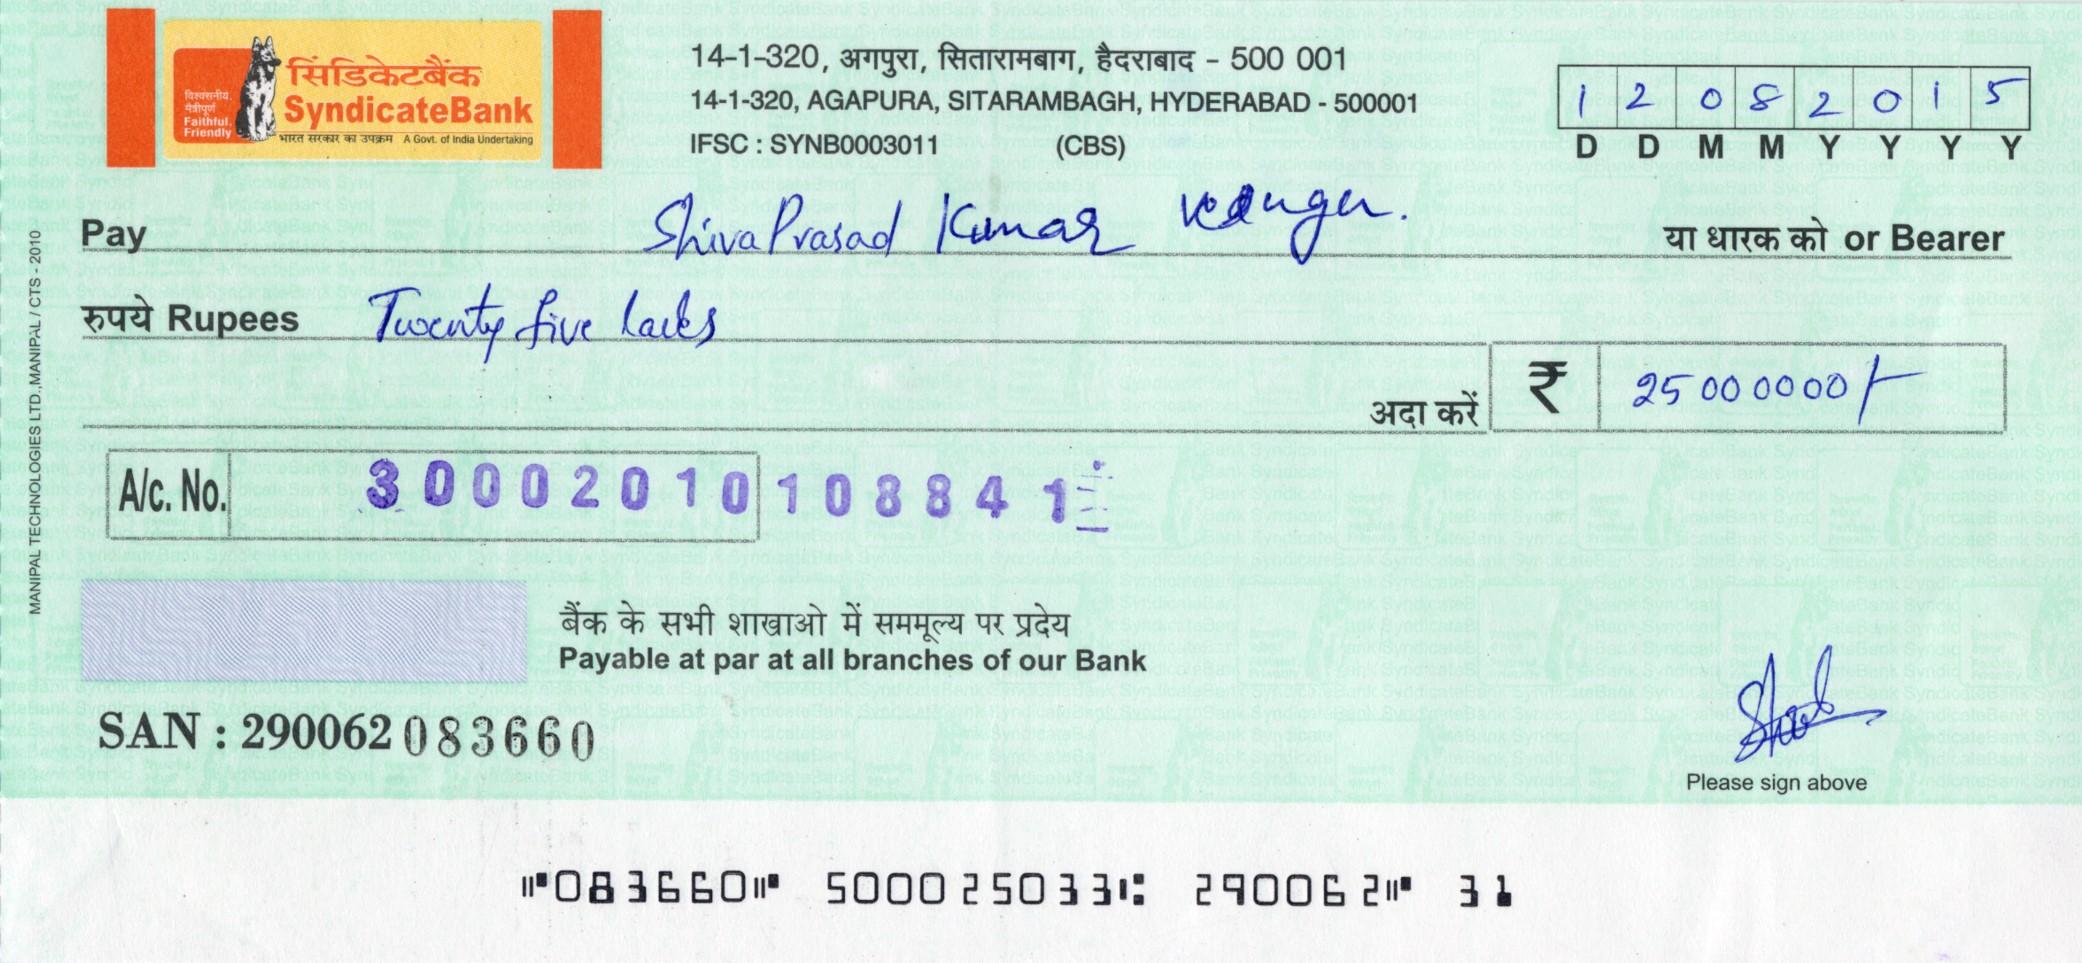 विश्वसनीय. मैत्रीपूर्ण
Faithful. Friendly
सिंडिकेटबैंक
SyndicateBank
भारत सरकार का उपक्रम A Govt. of India Undertaking
14-1-320, अगपुरा, सितारामबाग, हैदराबाद - 500 001
14-1-320, AGAPURA, SITARAMBAGH, HYDERABAD - 500001
IFSC : SYNB0003011 (CBS)
1 2 0 8 2 0 1 5
D D M M Y Y Y Y
Pay ShivaPrasad Kumar या धारक को or Bearer
रुपये Rupees Twenty five lacks
अदा करें ₹ 25000000/-
A/c. No. 30002010108841
बैंक के सभी शाखाओ में सममूल्य पर प्रदेय
Payable at par at all branches of our Bank
SAN : 290062 083660
Please sign above
MANIPAL TECHNOLOGIES LTD.,MANIPAL / CTS - 2010
⑈083660⑈ 500025033⑆ 290062⑈ 31